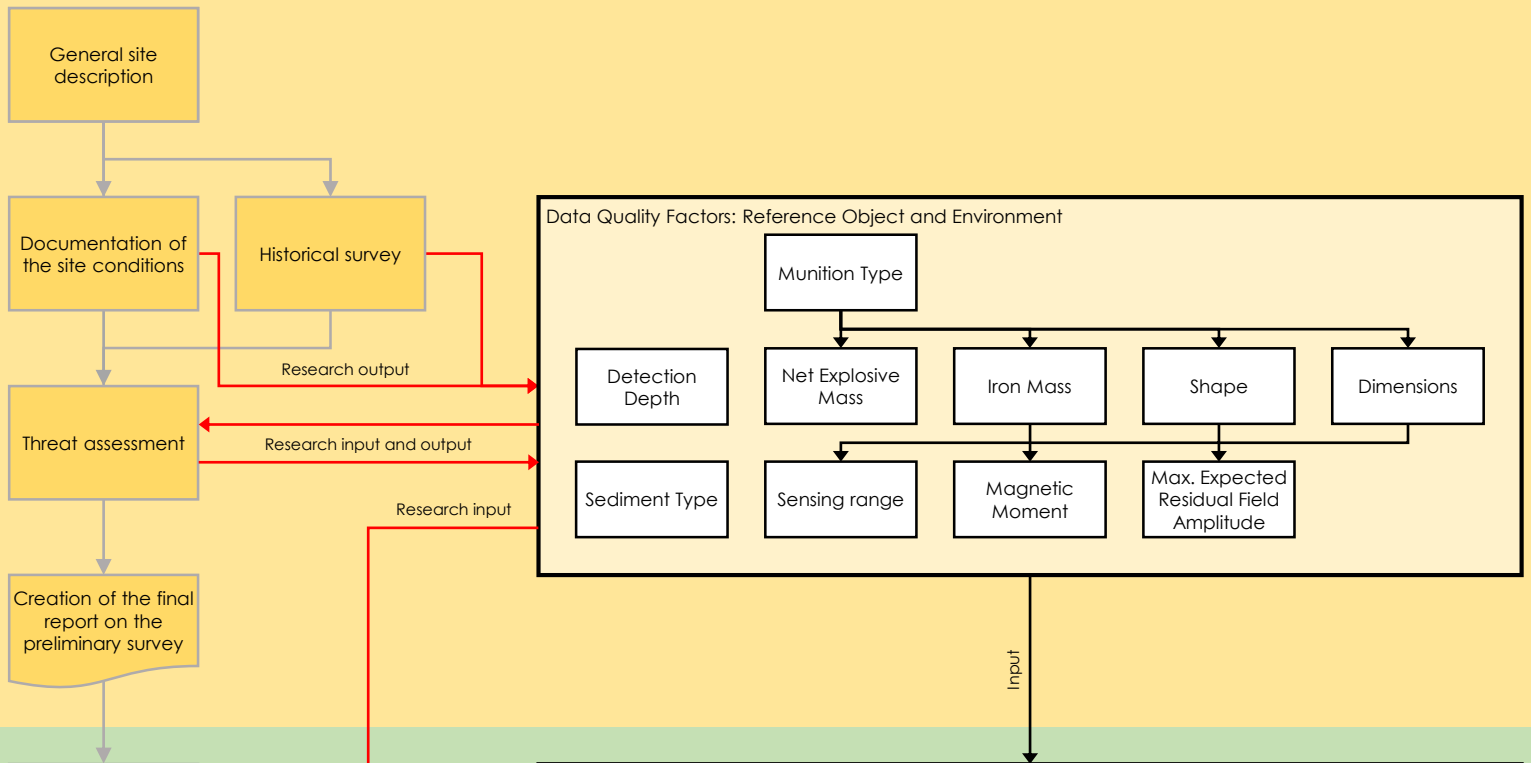 General site
description
Documentation of
the site conditions
Historical survey
Data Quality Factors: Reference Object and Environment
Munition Type
Research output
Detection
Depth
Net Explosive
Mass
Iron Mass
Shape
Dimensions
Threat assessment
Research input and output
Sediment Type
Sensing range
Magnetic
Moment
Max. Expected
Residual Field
Amplitude
Research input
Creation of the final
report on the
preliminary survey
Input